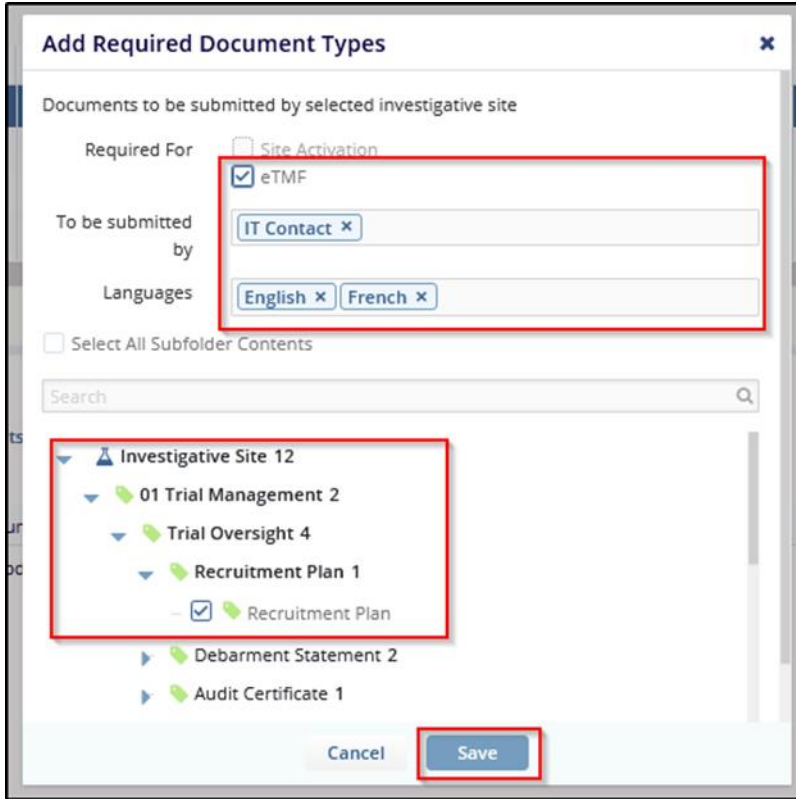 Add Required Document Types
Documents to be submitted by selected investigative site
Required For
Site Activation
eTMF
To be submitted by
IT Contact ×
Languages
English × French ×
Select All Subfolder Contents
Search
Investigative Site 12
01 Trial Management 2
Trial Oversight 4
Recruitment Plan 1
Recruitment Plan
Debarment Statement 2
Audit Certificate 1
Cancel Save